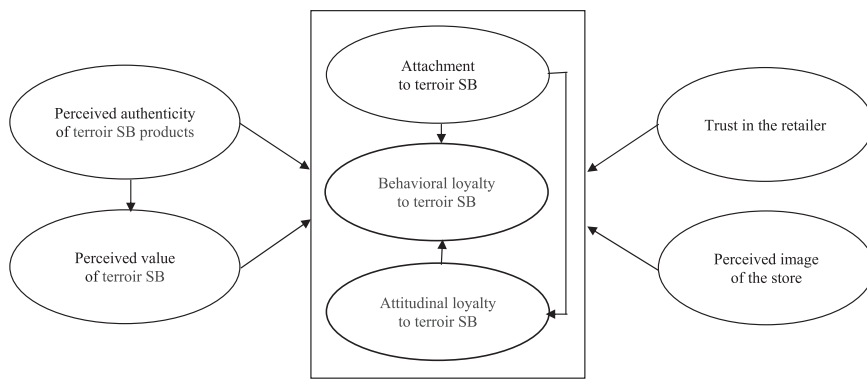 Attachment
to terroir SB
Perceived authenticity
of terroir SB products
Trust in the retailer
Behavioral loyalty
to terroir SB
Perceived value
of terroir SB
Perceived image
of the store
Attitudinal loyalty
to terroir SB